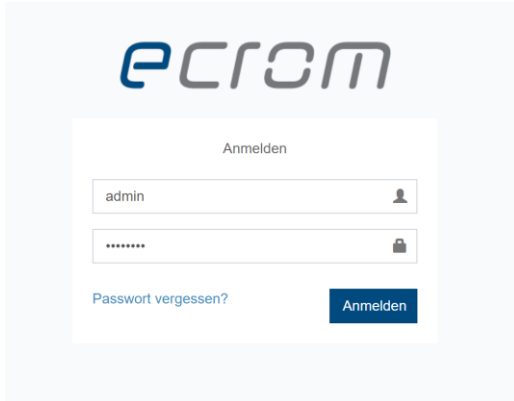 ecrom
Anmelden
admin
••••••••
Passwort vergessen?
Anmelden